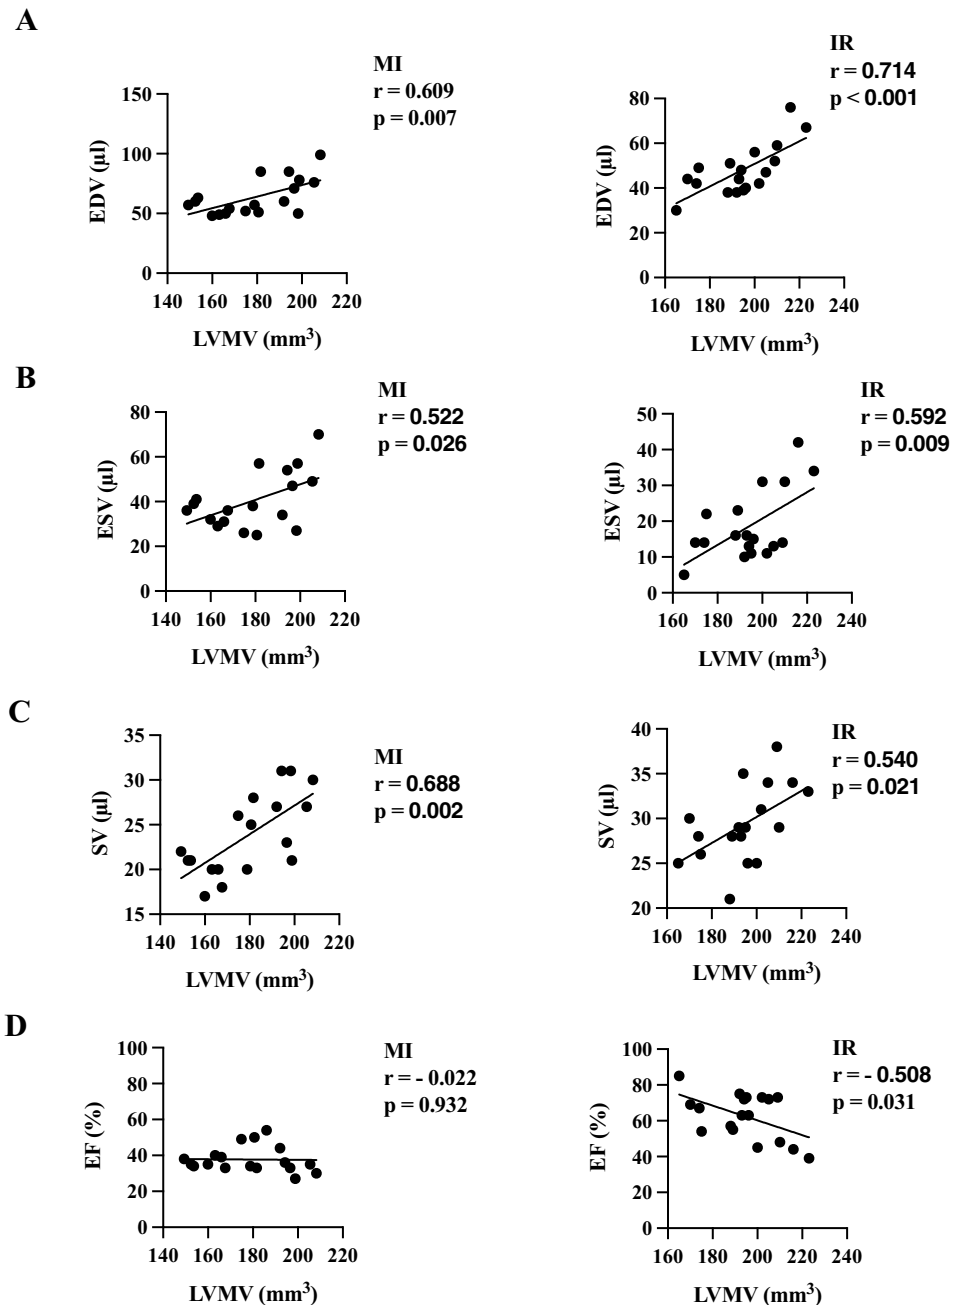 A
MI
r = 0.609
p = 0.007
EDV (µl)
150
100
50
0
140 160 180 200 220
LVMV (mm³)
IR
r = 0.714
p < 0.001
EDV (µl)
80
60
40
20
0
160 180 200 220 240
LVMV (mm³)
B
MI
r = 0.522
p = 0.026
ESV (µl)
80
60
40
20
0
140 160 180 200 220
LVMV (mm³)
IR
r = 0.592
p = 0.009
ESV (µl)
50
40
30
20
10
0
160 180 200 220 240
LVMV (mm³)
C
MI
r = 0.688
p = 0.002
SV (µl)
35
30
25
20
15
140 160 180 200 220
LVMV (mm³)
IR
r = 0.540
p = 0.021
SV (µl)
40
35
30
25
20
160 180 200 220 240
LVMV (mm³)
D
MI
r = - 0.022
p = 0.932
EF (%)
100
80
60
40
20
0
140 160 180 200 220
LVMV (mm³)
IR
r = - 0.508
p = 0.031
EF (%)
100
80
60
40
20
0
160 180 200 220 240
LVMV (mm³)